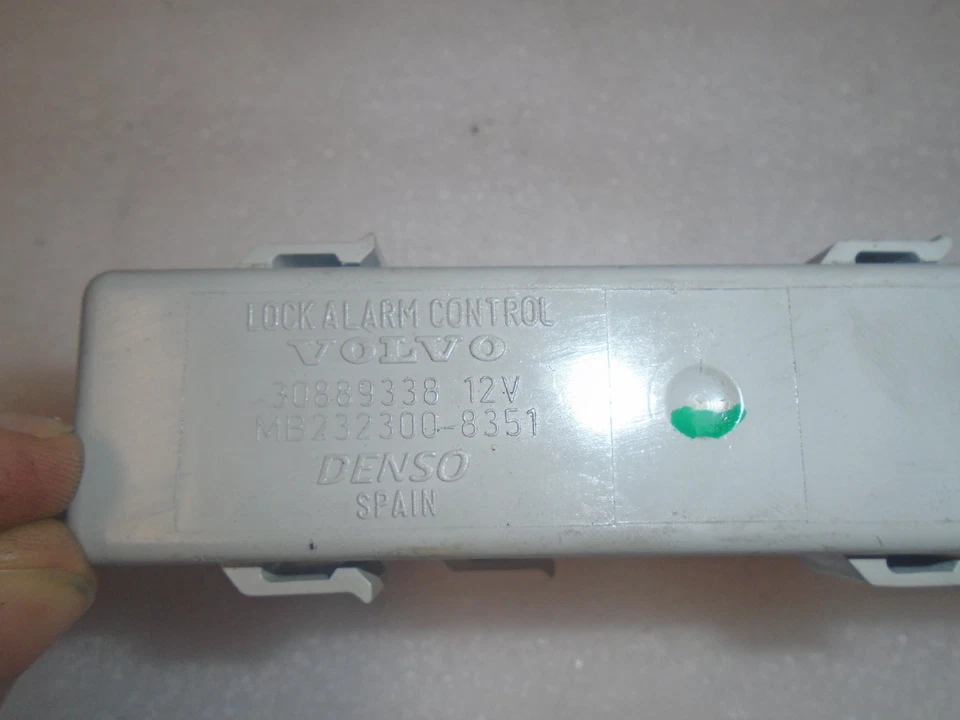 LOCK ALARM CONTROL
VOLVO
30889338 12V
MB232300-8351
DENSO
SPAIN